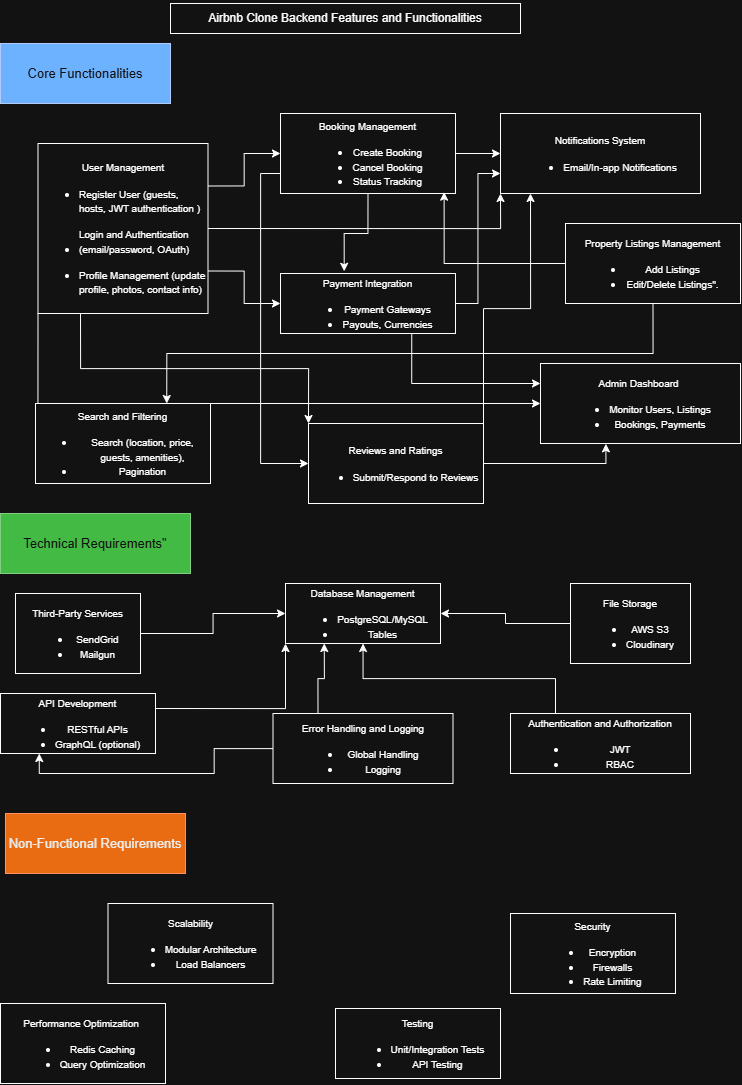 Airbnb Clone Backend Features and Functionalities
Core Functionalities
User Management
Register User (guests,
hosts, JWT authentication )
Login and Authentication
(email/password, OAuth)
Profile Management (update
profile, photos, contact info)
Booking Management
Create Booking
Cancel Booking
Status Tracking
Notifications System
Email/In-app Notifications
Property Listings Management
Add Listings
Edit/Delete Listings".
Payment Integration
Payment Gateways
Payouts, Currencies
Admin Dashboard
Monitor Users, Listings
Bookings, Payments
Search and Filtering
Search (location, price,
guests, amenities),
Pagination
Reviews and Ratings
Submit/Respond to Reviews
Technical Requirements"
Third-Party Services
SendGrid
Mailgun
Database Management
PostgreSQL/MySQL
Tables
File Storage
AWS S3
Cloudinary
API Development
RESTful APIs
GraphQL (optional)
Error Handling and Logging
Global Handling
Logging
Authentication and Authorization
JWT
RBAC
Non-Functional Requirements
Scalability
Modular Architecture
Load Balancers
Security
Encryption
Firewalls
Rate Limiting
Performance Optimization
Redis Caching
Query Optimization
Testing
Unit/Integration Tests
API Testing